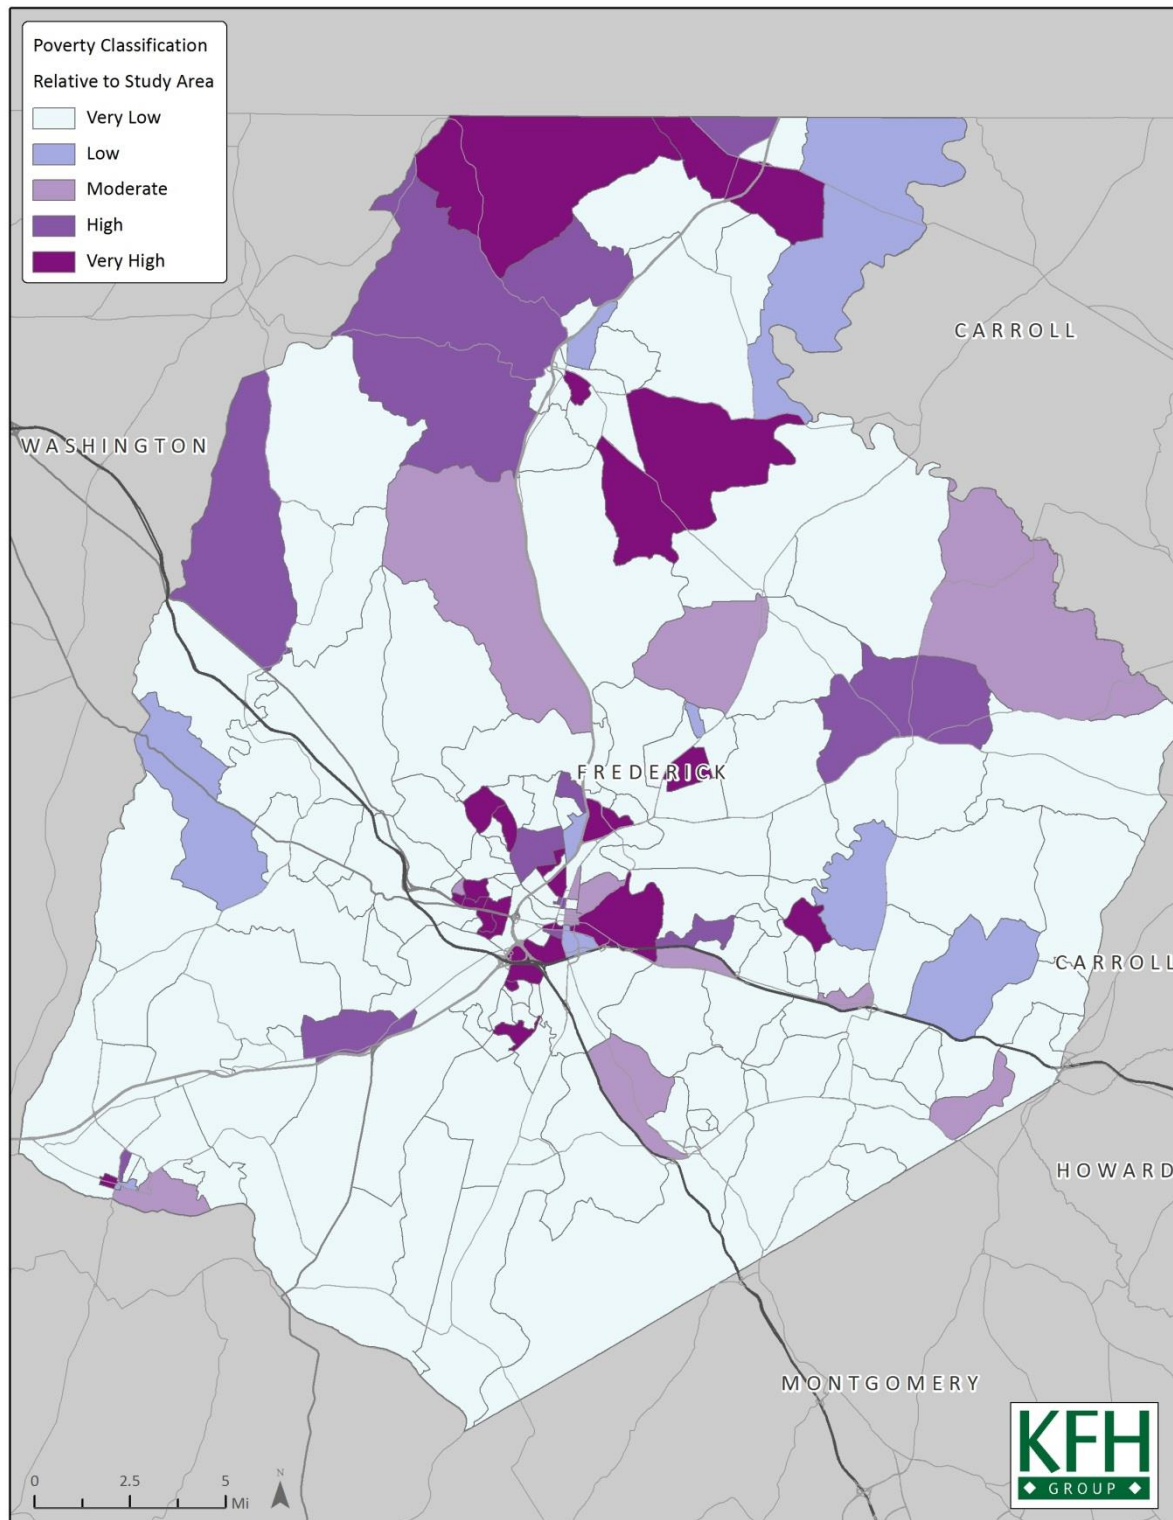 Poverty Classification
Relative to Study Area
Very Low
Low
Moderate
High
Very High
CARROLL
WASHINGTON
FREDERICK
CARROLL
HOWARD
MONTGOMERY
KFH
GROUP
N
0 2.5 5
Mi